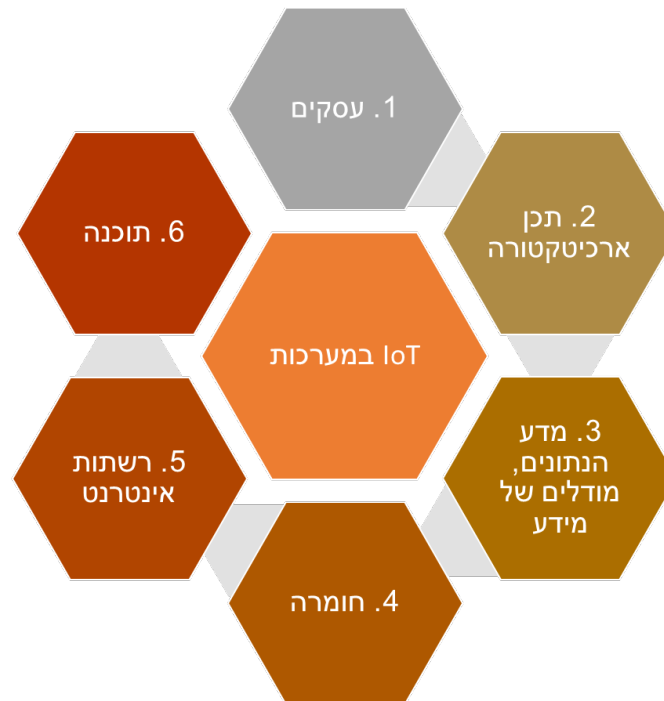 1. עסקים
2. תכן
ארכיטקטורה
3. מדע
הנתונים,
מודלים של
מידע
4. חומרה
5. רשתות
אינטרנט
6. תוכנה
IoT במערכות